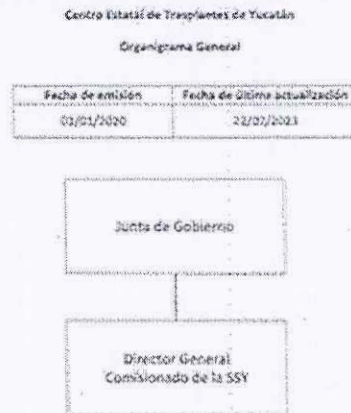 Centro Estatal de Trasplantes de Yucatán
Organigrama General
Fecha de emisión Fecha de última actualización
01/01/2020 22/02/2023
Junta de Gobierno
Director General
Comisionado de la SSY